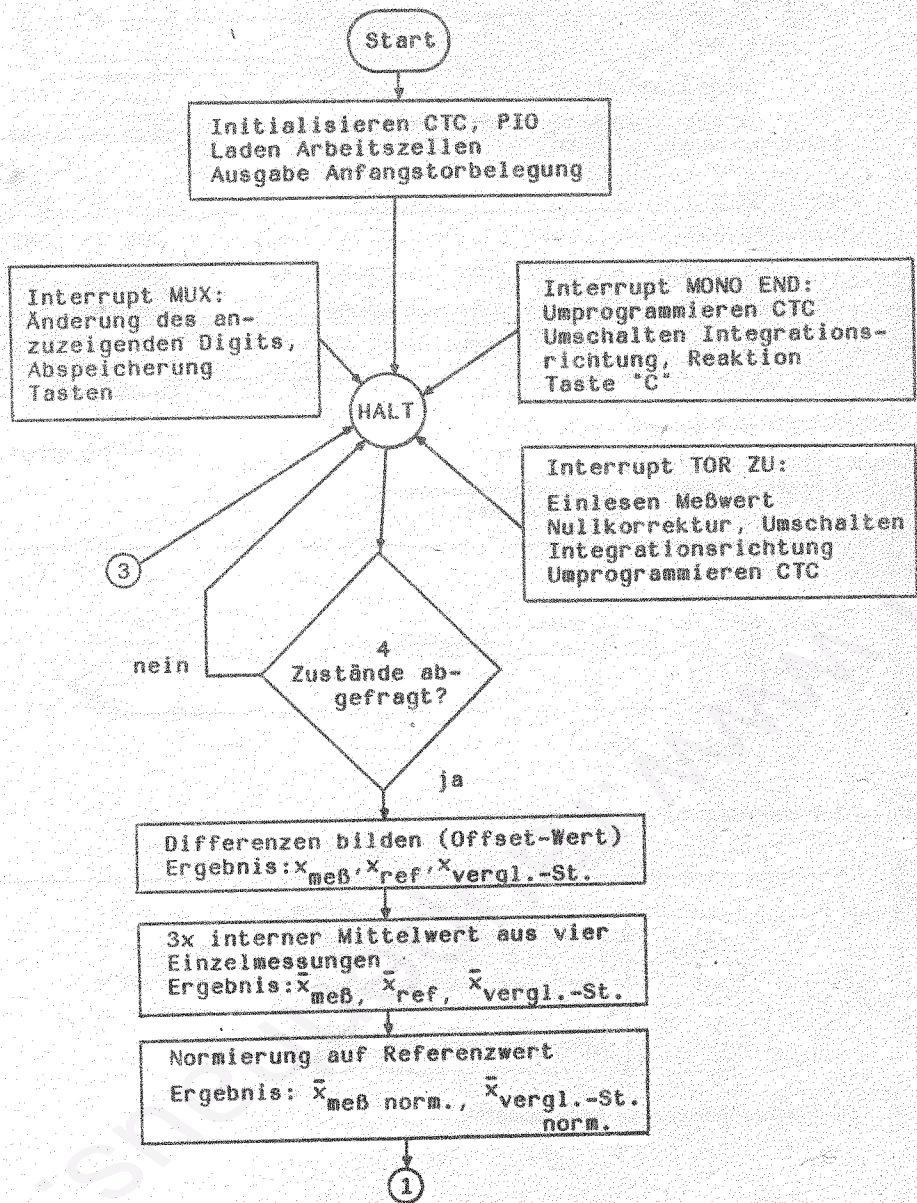 Start
Initialisieren CTC, PIO
Laden Arbeitszellen
Ausgabe Anfangstorbelegung
Interrupt MUX:
Änderung des an-
zuzeigenden Digits,
Abspeicherung
Tasten
Interrupt MONO END:
Umprogrammieren CTC
Umschalten Integrations-
richtung, Reaktion
Taste "C"
HALT
Interrupt TOR ZU:
Einlesen Meßwert
Nullkorrektur, Umschalten
Integrationsrichtung
Umprogrammieren CTC
3
nein
4
Zustände ab-
gefragt?
ja
Differenzen bilden (Offset-Wert)
Ergebnis: x meß, x ref, x vergl.-St.
3x interner Mittelwert aus vier
Einzelmessungen
Ergebnis: x̄ meß, x̄ ref, x̄ vergl.-St.
Normierung auf Referenzwert
Ergebnis: x̄ meß norm., x̄ vergl.-St.
norm.
1